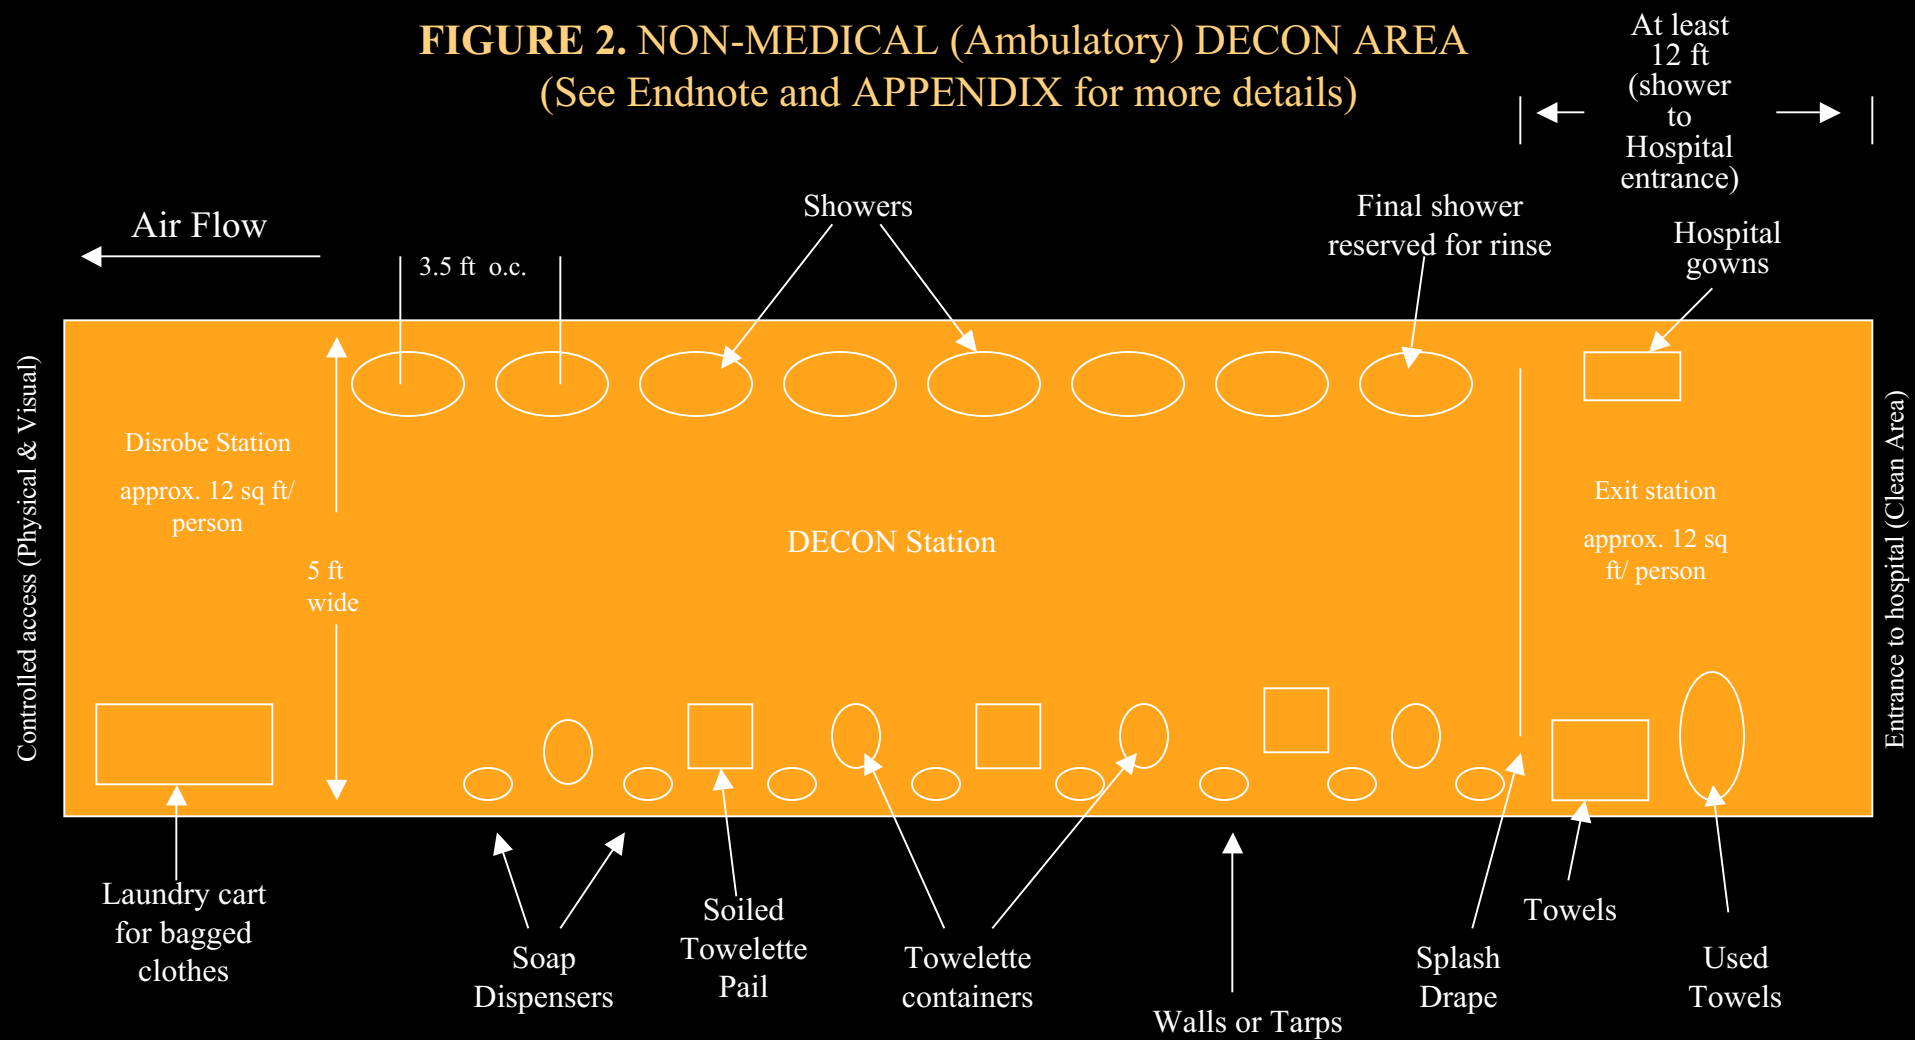 FIGURE 2. NON-MEDICAL (Ambulatory) DECON AREA
(See Endnote and APPENDIX for more details)
At least
12 ft
(shower
to
Hospital
entrance)
Air Flow
3.5 ft o.c.
Showers
Final shower
reserved for rinse
Hospital
gowns
Controlled access (Physical & Visual)
Disrobe Station
approx. 12 sq ft/
person
5 ft
wide
DECON Station
Exit station
approx. 12 sq
ft/ person
Entrance to hospital (Clean Area)
Laundry cart
for bagged
clothes
Soap
Dispensers
Soiled
Towelette
Pail
Towelette
containers
Walls or Tarps
Splash
Drape
Towels
Used
Towels